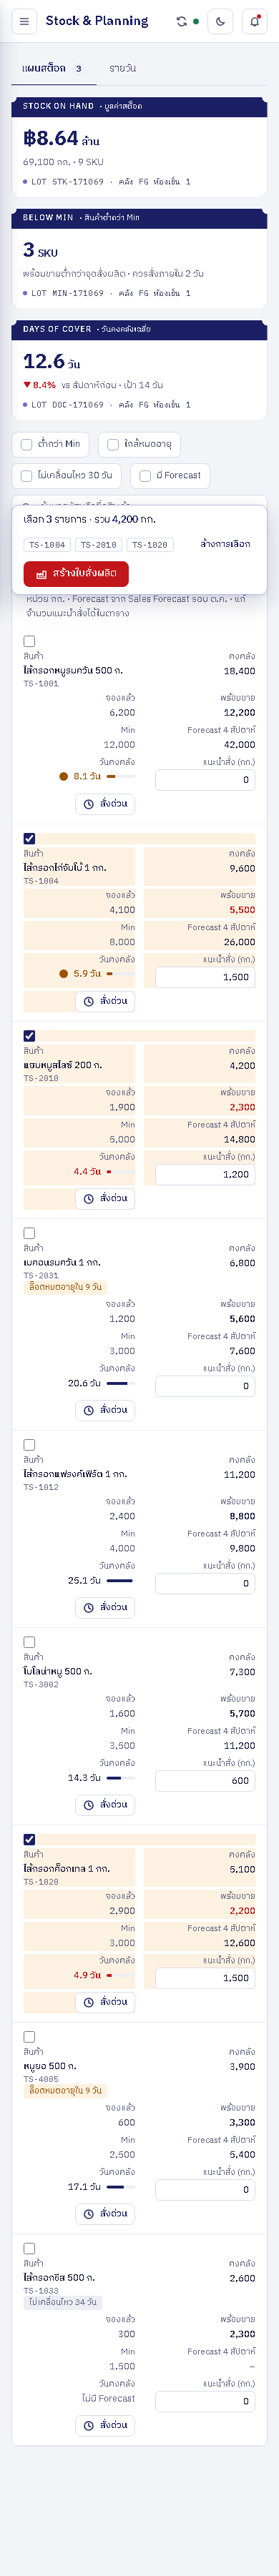 Stock & Planning
แผนสต็อก 3 รายวัน
STOCK ON HAND · มูลค่าสต็อก
฿8.64 ล้าน
69,100 กก. · 9 SKU
LOT STK-171069 · คลัง FG ห้องเย็น 1
BELOW MIN · สินค้าต่ำกว่า Min
3 SKU
พร้อมขายต่ำกว่าจุดสั่งผลิต · ควรสั่งภายใน 2 วัน
LOT MIN-171069 · คลัง FG ห้องเย็น 1
DAYS OF COVER · วันคงคลังเฉลี่ย
12.6 วัน
▼ 8.4% vs สัปดาห์ก่อน · เป้า 14 วัน
LOT DOC-171069 · คลัง FG ห้องเย็น 1
ต่ำกว่า Min
ใกล้หมดอายุ
ไม่เคลื่อนไหว 30 วัน
มี Forecast
เลือก 3 รายการ · รวม 4,200 กก.
TS-1004 TS-2010 TS-1020 ล้างการเลือก
สร้างใบสั่งผลิต
หน่วย กก. · Forecast จาก Sales Forecast รอบ ต.ค. · แก้
จำนวนแนะนำสั่งได้ในตาราง
สินค้า คงคลัง
ไส้กรอกหมูรมควัน 500 ก. 18,400
TS-1001
จองแล้ว พร้อมขาย
6,200 12,200
Min Forecast 4 สัปดาห์
12,000 42,000
วันคงคลัง แนะนำสั่ง (กก.)
8.1 วัน 0
สั่งด่วน
สินค้า คงคลัง
ไส้กรอกไก่จัมโบ้ 1 กก. 9,600
TS-1004
จองแล้ว พร้อมขาย
4,100 5,500
Min Forecast 4 สัปดาห์
8,000 26,000
วันคงคลัง แนะนำสั่ง (กก.)
5.9 วัน 1,500
สั่งด่วน
สินค้า คงคลัง
แฮมหมูสไลซ์ 200 ก. 4,200
TS-2010
จองแล้ว พร้อมขาย
1,900 2,300
Min Forecast 4 สัปดาห์
5,000 14,800
วันคงคลัง แนะนำสั่ง (กก.)
4.4 วัน 1,200
สั่งด่วน
สินค้า คงคลัง
เบคอนรมควัน 1 กก. 6,800
TS-2031
ล็อตหมดอายุใน 9 วัน
จองแล้ว พร้อมขาย
1,200 5,600
Min Forecast 4 สัปดาห์
3,000 7,600
วันคงคลัง แนะนำสั่ง (กก.)
20.6 วัน 0
สั่งด่วน
สินค้า คงคลัง
ไส้กรอกแฟรงค์เฟิร์ต 1 กก. 11,200
TS-1012
จองแล้ว พร้อมขาย
2,400 8,800
Min Forecast 4 สัปดาห์
4,000 9,800
วันคงคลัง แนะนำสั่ง (กก.)
25.1 วัน 0
สั่งด่วน
สินค้า คงคลัง
โบโลน่าหมู 500 ก. 7,300
TS-3002
จองแล้ว พร้อมขาย
1,600 5,700
Min Forecast 4 สัปดาห์
3,500 11,200
วันคงคลัง แนะนำสั่ง (กก.)
14.3 วัน 600
สั่งด่วน
สินค้า คงคลัง
ไส้กรอกค็อกเทล 1 กก. 5,100
TS-1020
จองแล้ว พร้อมขาย
2,900 2,200
Min Forecast 4 สัปดาห์
3,000 12,600
วันคงคลัง แนะนำสั่ง (กก.)
4.9 วัน 1,500
สั่งด่วน
สินค้า คงคลัง
หมูยอ 500 ก. 3,900
TS-4005
ล็อตหมดอายุใน 9 วัน
จองแล้ว พร้อมขาย
600 3,300
Min Forecast 4 สัปดาห์
2,500 5,400
วันคงคลัง แนะนำสั่ง (กก.)
17.1 วัน 0
สั่งด่วน
สินค้า คงคลัง
ไส้กรอกชีส 500 ก. 2,600
TS-1033
ไม่เคลื่อนไหว 34 วัน
จองแล้ว พร้อมขาย
300 2,300
Min Forecast 4 สัปดาห์
1,500 —
วันคงคลัง แนะนำสั่ง (กก.)
ไม่มี Forecast 0
สั่งด่วน